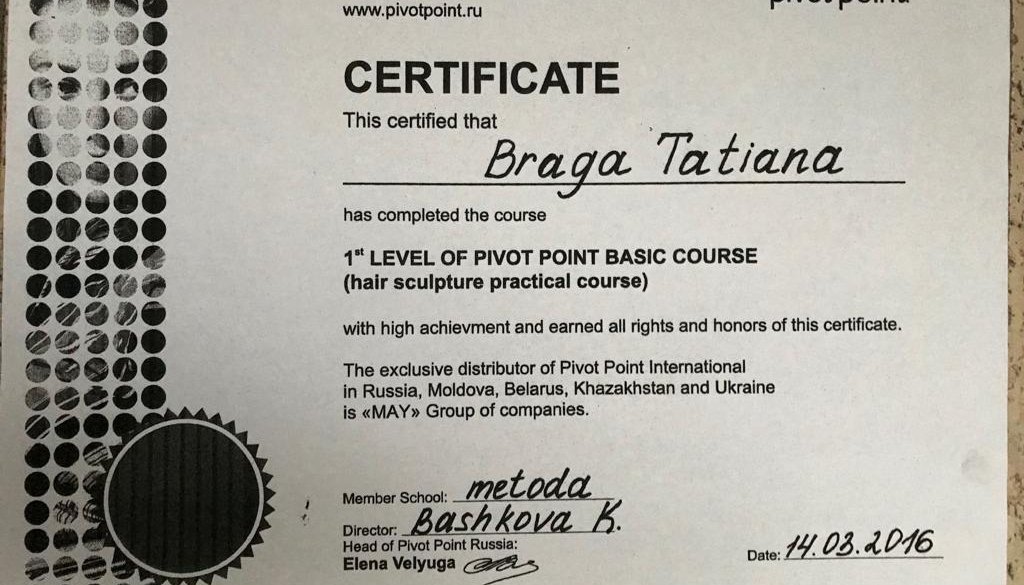 www.pivotpoint.ru
CERTIFICATE
This certified that
Braga Tatiana
has completed the course
1st LEVEL OF PIVOT POINT BASIC COURSE
(hair sculpture practical course)
with high achievment and earned all rights and honors of this certificate.
The exclusive distributor of Pivot Point International
in Russia, Moldova, Belarus, Khazakhstan and Ukraine
is «MAY» Group of companies.
Member School: metoda
Director: Bashkova K.
Head of Pivot Point Russia:
Elena Velyuga
Date: 14.03.2016